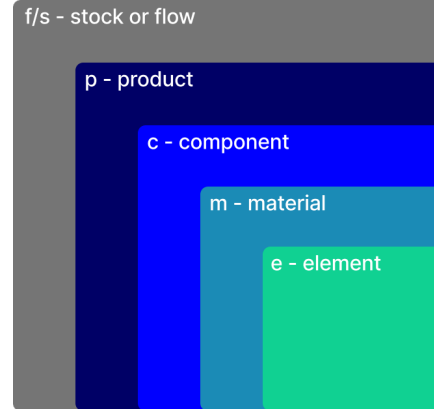 f/s - stock or flow
p - product
c - component
m - material
e - element